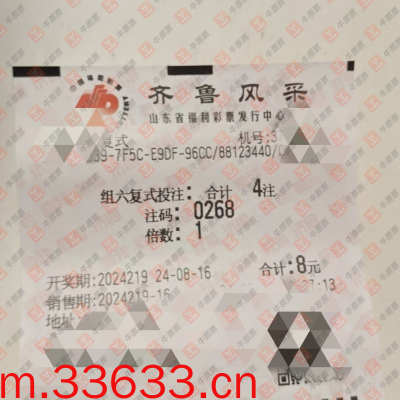 齐鲁风采
山东省福利彩票发行中心
复式 机号:3
99-7F5C-E9DF-96CC/88123440/
组六复式投注: 合计 4注
注码: 0268
倍数: 1
开奖期:2024219 24-08-16 合计:8元
销售期:2024219-16 :13
地址
m.33633.cn